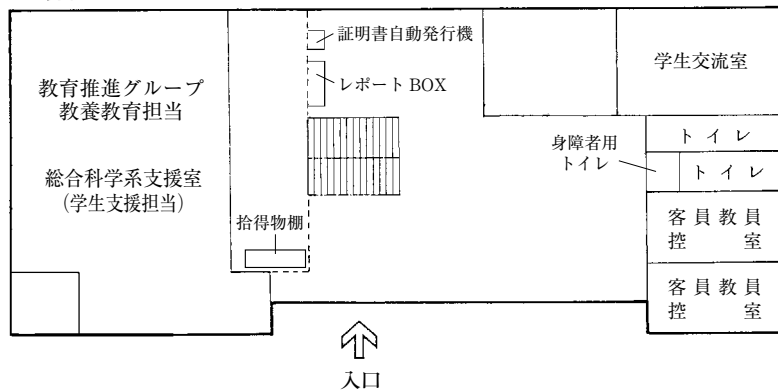 証明書自動発行機
レポート BOX
学生交流室
教育推進グループ
教養教育担当
総合科学系支援室
(学生支援担当)
身障者用
トイレ
トイレ
トイレ
拾得物棚
客員教員
控室
客員教員
控室
入口